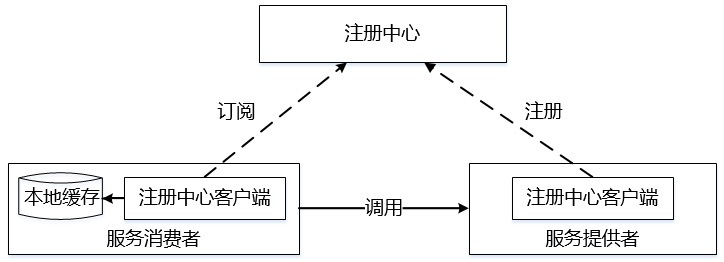 注册中心
订阅
注册
本地缓存
注册中心客户端
调用
注册中心客户端
服务消费者
服务提供者